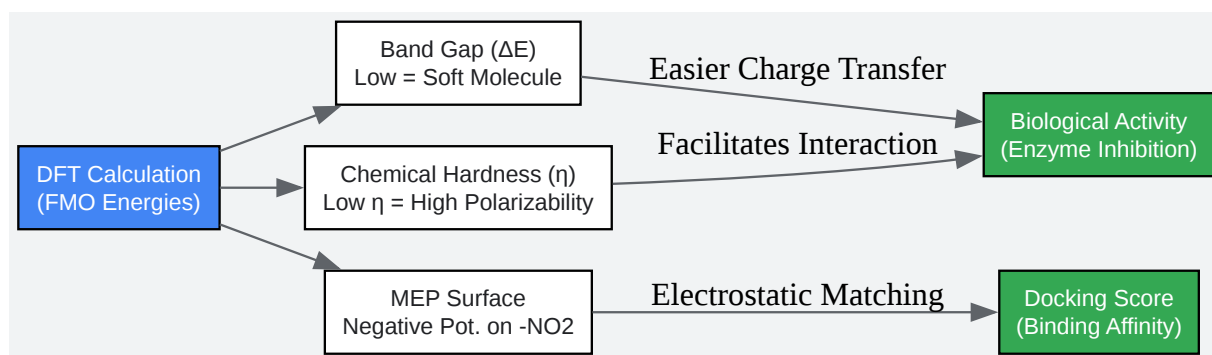 DFT Calculation
(FMO Energies)
Band Gap (ΔE)
Low = Soft Molecule
Chemical Hardness (η)
Low η = High Polarizability
MEP Surface
Negative Pot. on -NO2
Easier Charge Transfer
Facilitates Interaction
Electrostatic Matching
Biological Activity
(Enzyme Inhibition)
Docking Score
(Binding Affinity)